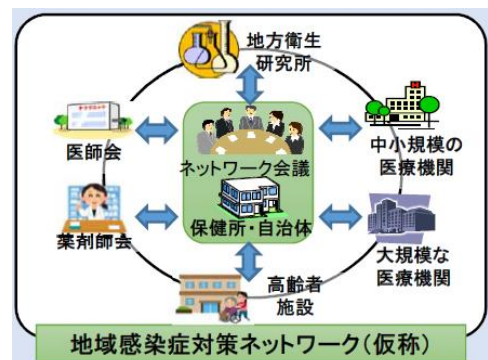 地方衛生
研究所
医師会
中小規模の
医療機関
ネットワーク会議
保健所・自治体
薬剤師会
大規模な
医療機関
高齢者
施設
地域感染症対策ネットワーク(仮称)